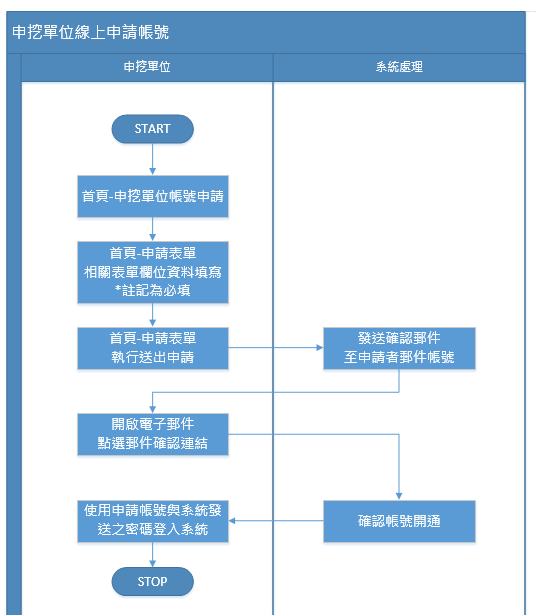 申挖單位線上申請帳號
申挖單位
系統處理
START
首頁-申挖單位帳號申請
首頁-申請表單
相關表單欄位資料填寫
*註記為必填
首頁-申請表單
執行送出申請
發送確認郵件
至申請者郵件帳號
開啟電子郵件
點選郵件確認連結
使用申請帳號與系統發
送之密碼登入系統
確認帳號開通
STOP